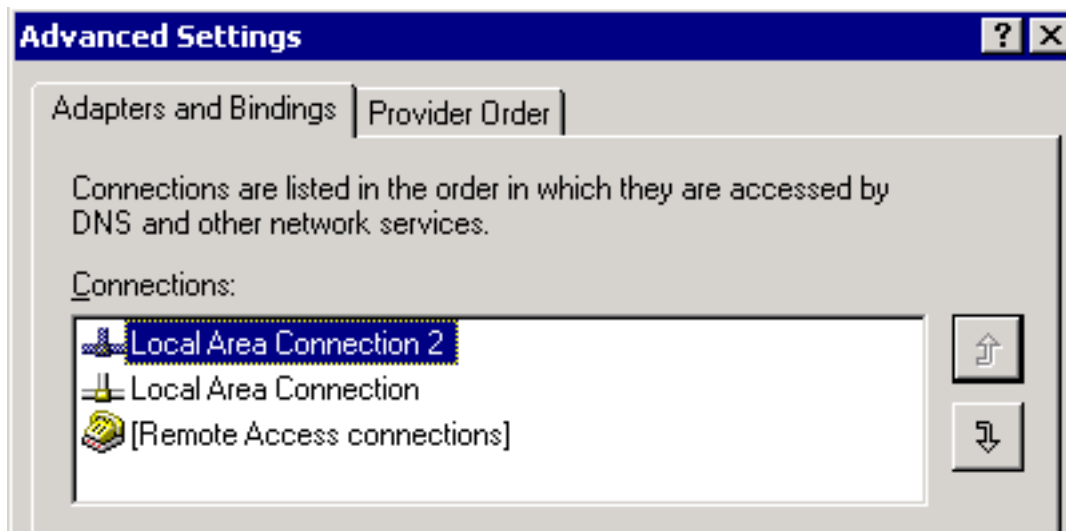 Advanced Settings
Adapters and Bindings
Provider Order
Connections are listed in the order in which they are accessed by
DNS and other network services.
Connections:
Local Area Connection 2
Local Area Connection
[Remote Access connections]